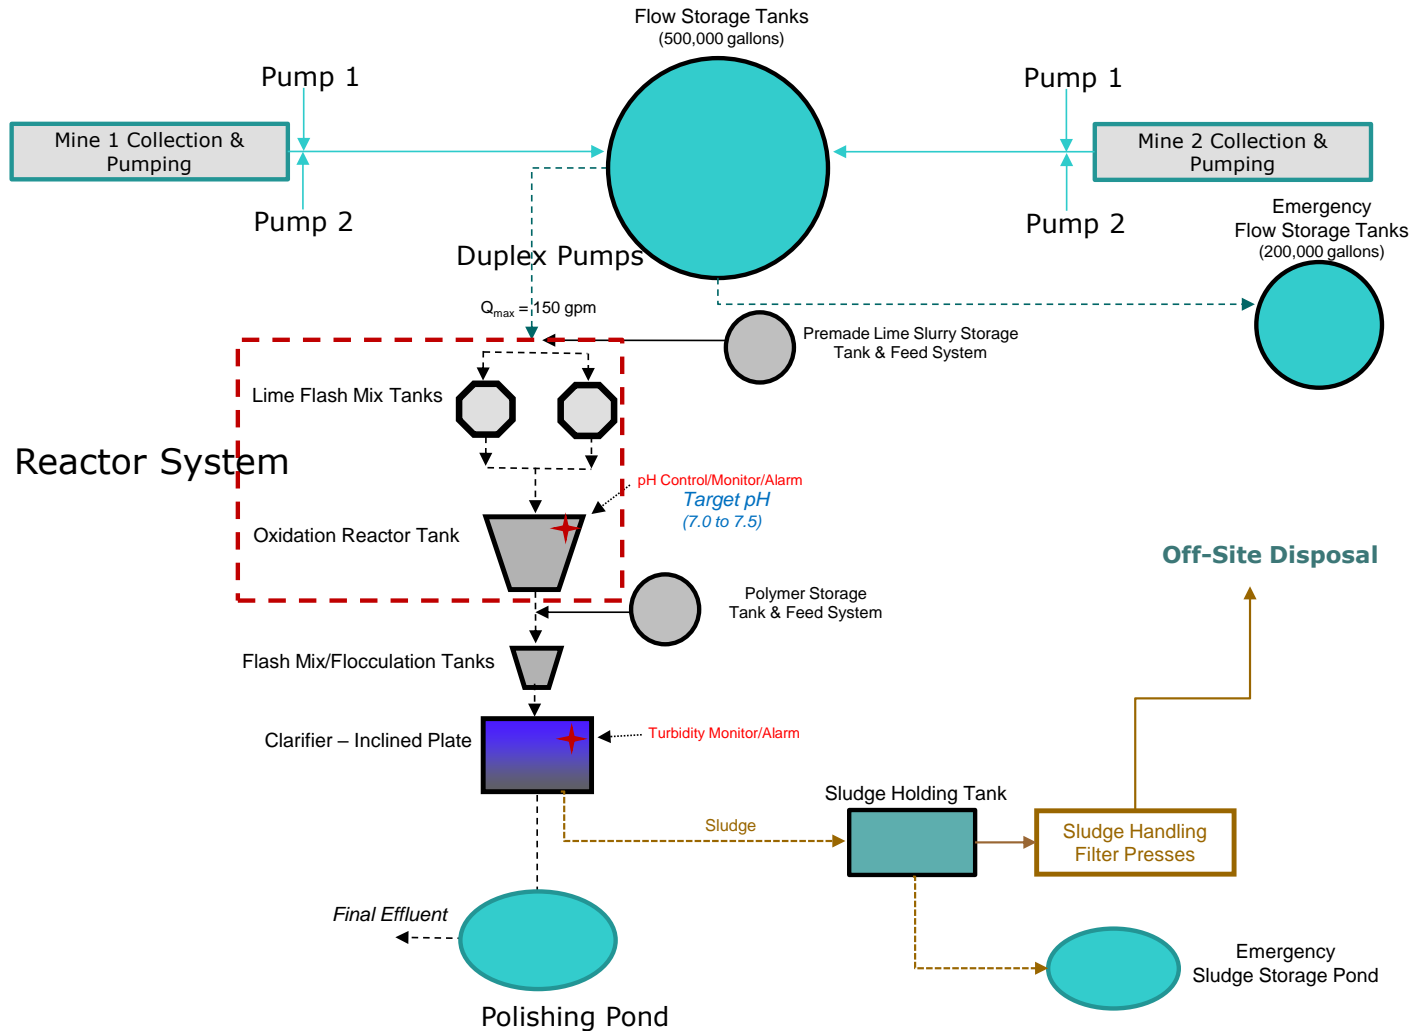 Flow Storage Tanks
(500,000 gallons)
Pump 1
Pump 1
Mine 1 Collection &
Pumping
Mine 2 Collection &
Pumping
Pump 2
Pump 2
Emergency
Flow Storage Tanks
(200,000 gallons)
Duplex Pumps
Qmax = 150 gpm
Premade Lime Slurry Storage
Tank & Feed System
Lime Flash Mix Tanks
Reactor System
pH Control/Monitor/Alarm
Target pH
(7.0 to 7.5)
Oxidation Reactor Tank
Off-Site Disposal
Polymer Storage
Tank & Feed System
Flash Mix/Flocculation Tanks
Clarifier – Inclined Plate
Turbidity Monitor/Alarm
Sludge Holding Tank
Sludge
Sludge Handling
Filter Presses
Final Effluent
Emergency
Sludge Storage Pond
Polishing Pond